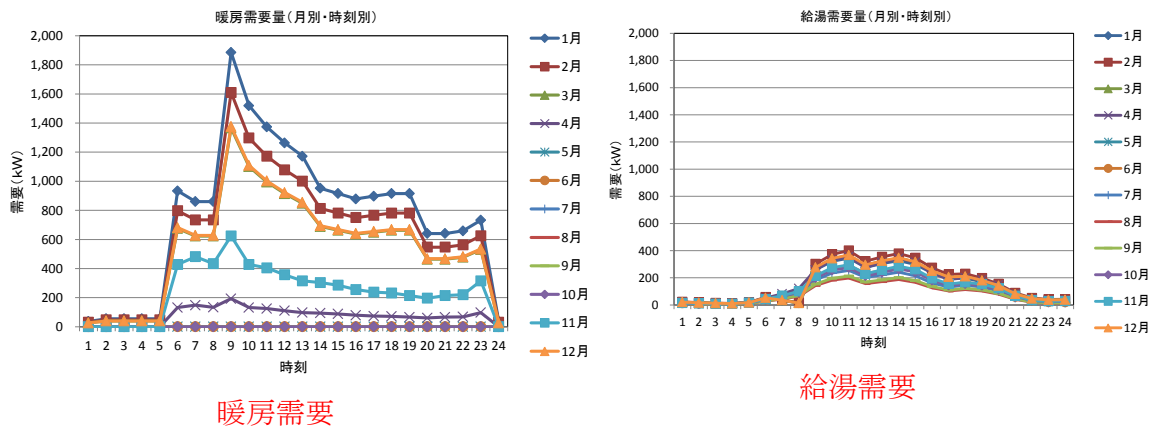 暖房需要量(月別・時刻別)
需要(kW)
2,000
1,800
1,600
1,400
1,200
1,000
800
600
400
200
0
1 2 3 4 5 6 7 8 9 10 11 12 13 14 15 16 17 18 19 20 21 22 23 24
時刻
1月
2月
3月
4月
5月
6月
7月
8月
9月
10月
11月
12月
暖房需要
給湯需要量(月別・時刻別)
需要(kW)
2,000
1,800
1,600
1,400
1,200
1,000
800
600
400
200
0
1 2 3 4 5 6 7 8 9 10 11 12 13 14 15 16 17 18 19 20 21 22 23 24
時刻
1月
2月
3月
4月
5月
6月
7月
8月
9月
10月
11月
12月
給湯需要